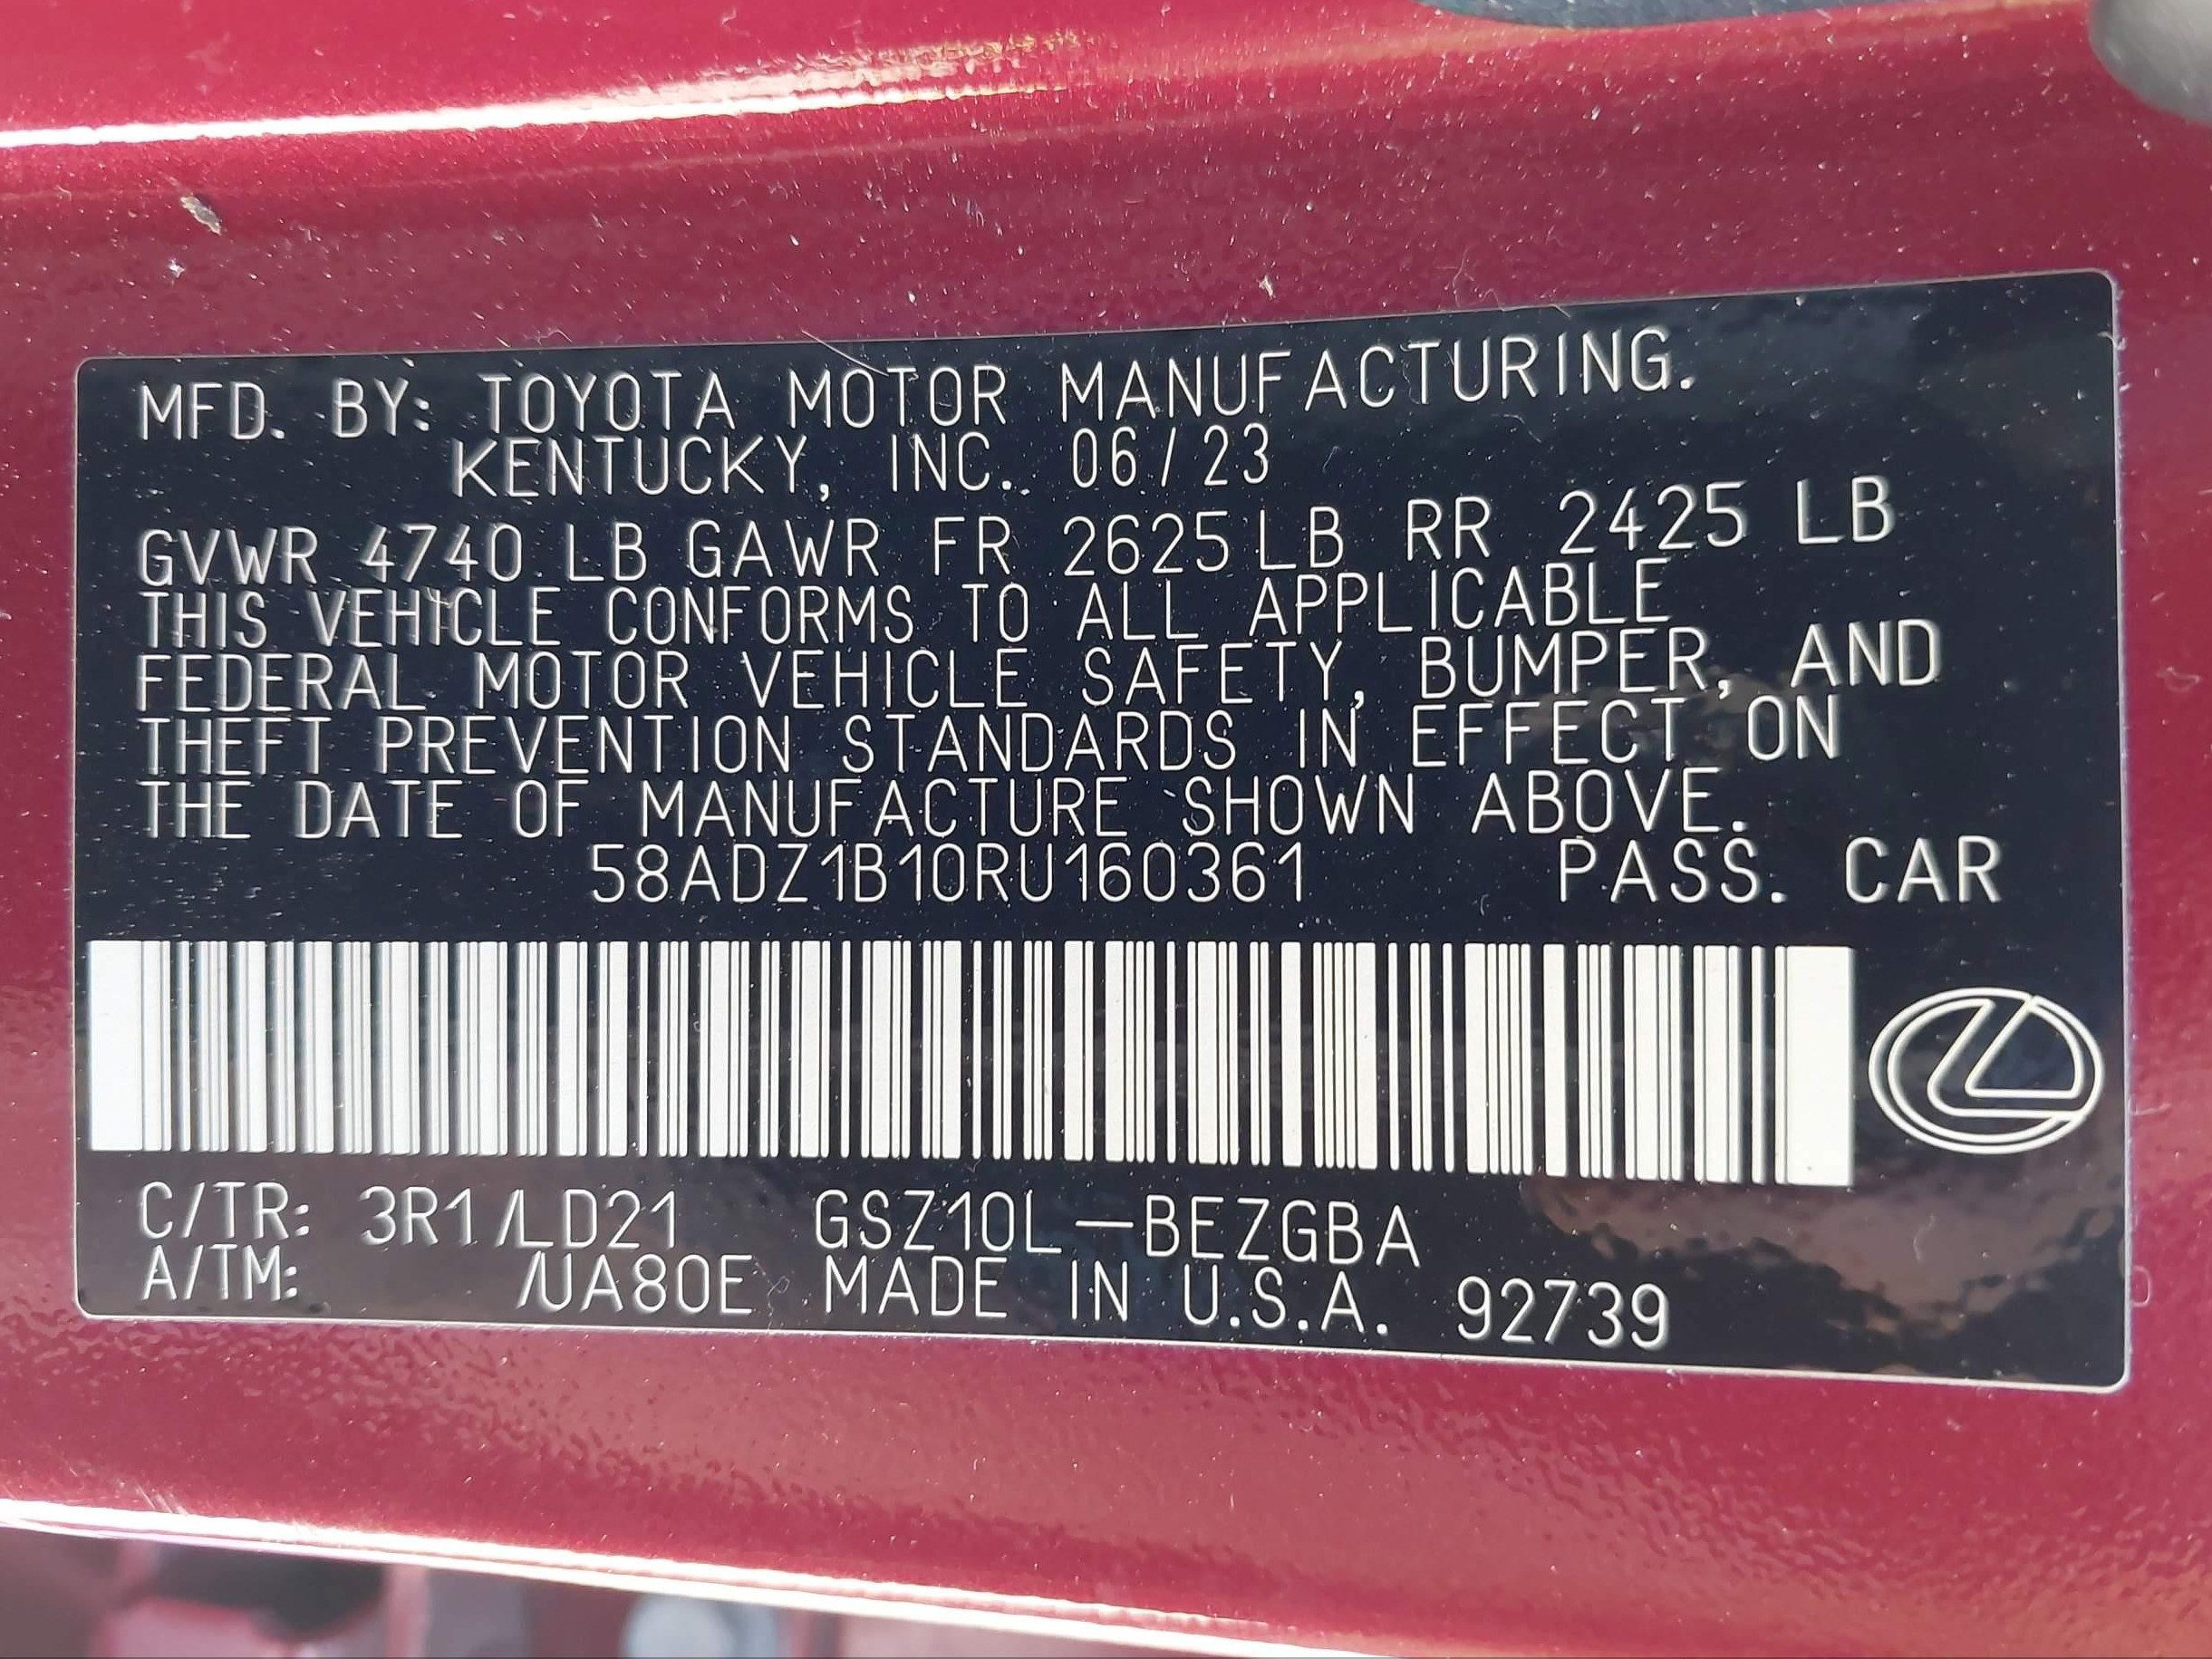 MFD. BY: TOYOTA MOTOR MANUFACTURING.
KENTUCKY, INC. 06/23
GVWR 4740 LB GAWR FR 2625 LB RR 2425 LB
THIS VEHICLE CONFORMS TO ALL APPLICABLE
FEDERAL MOTOR VEHICLE SAFETY, BUMPER, AND
THEFT PREVENTION STANDARDS IN EFFECT ON
THE DATE OF MANUFACTURE SHOWN ABOVE.
58ADZ1B10RU160361 PASS. CAR
C/TR: 3R1/LD21 GSZ10L-BEZGBA
A/TM: /UA80E MADE IN U.S.A. 92739